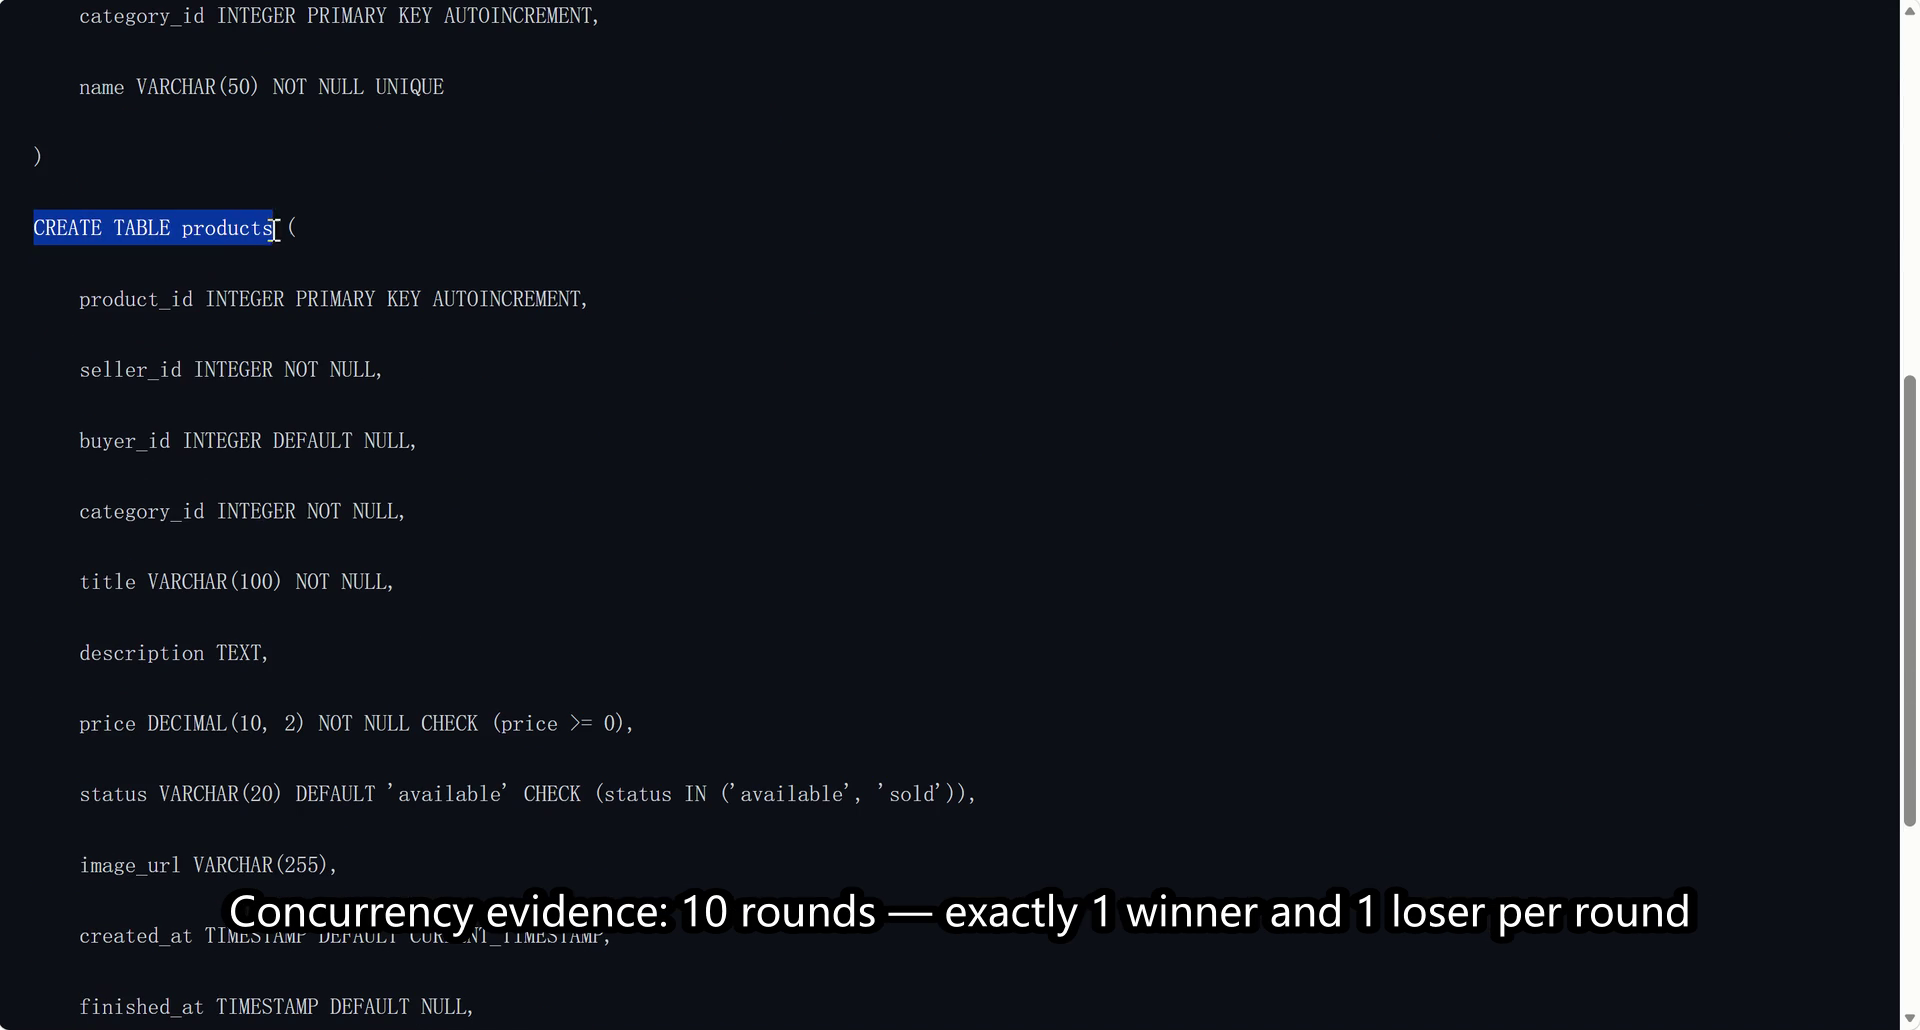 category_id INTEGER PRIMARY KEY AUTOINCREMENT,
name VARCHAR(50) NOT NULL UNIQUE
)
CREATE TABLE products (
product_id INTEGER PRIMARY KEY AUTOINCREMENT,
seller_id INTEGER NOT NULL,
buyer_id INTEGER DEFAULT NULL,
category_id INTEGER NOT NULL,
title VARCHAR(100) NOT NULL,
description TEXT,
price DECIMAL(10, 2) NOT NULL CHECK (price >= 0),
status VARCHAR(20) DEFAULT 'available' CHECK (status IN ('available', 'sold')),
image_url VARCHAR(255),
Concurrency evidence: 10 rounds — exactly 1 winner and 1 loser per round
created_at TIMESTAMP DEFAULT CURRENT_TIMESTAMP,
finished_at TIMESTAMP DEFAULT NULL,